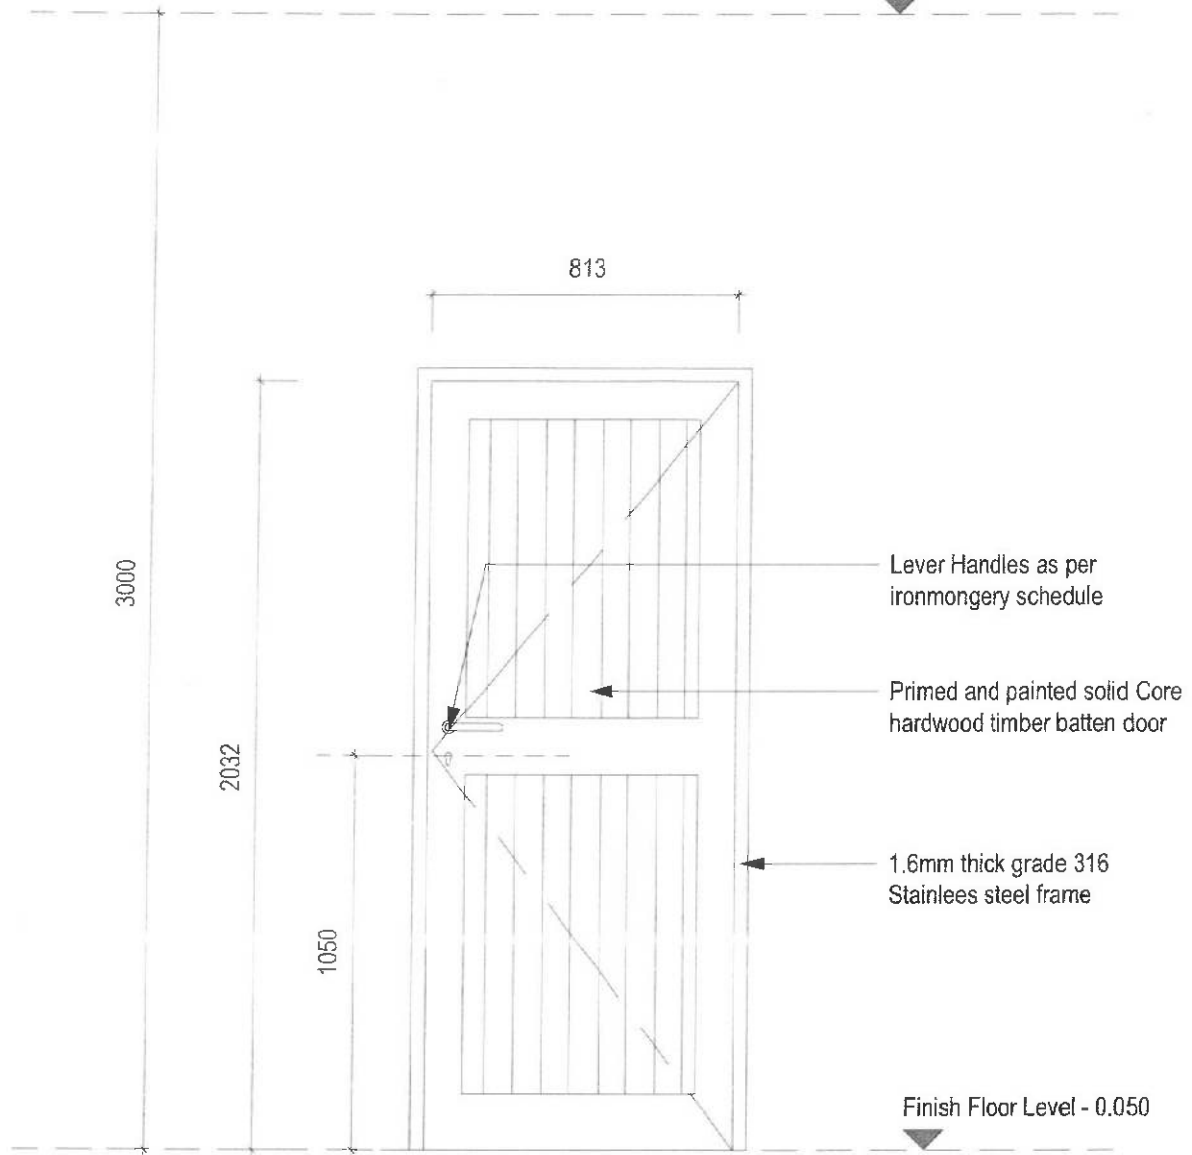 813
3000
Lever Handles as per
ironmongery schedule
Primed and painted solid Core
hardwood timber batten door
2032
1.6mm thick grade 316
Stainlees steel frame
1050
Finish Floor Level - 0.050